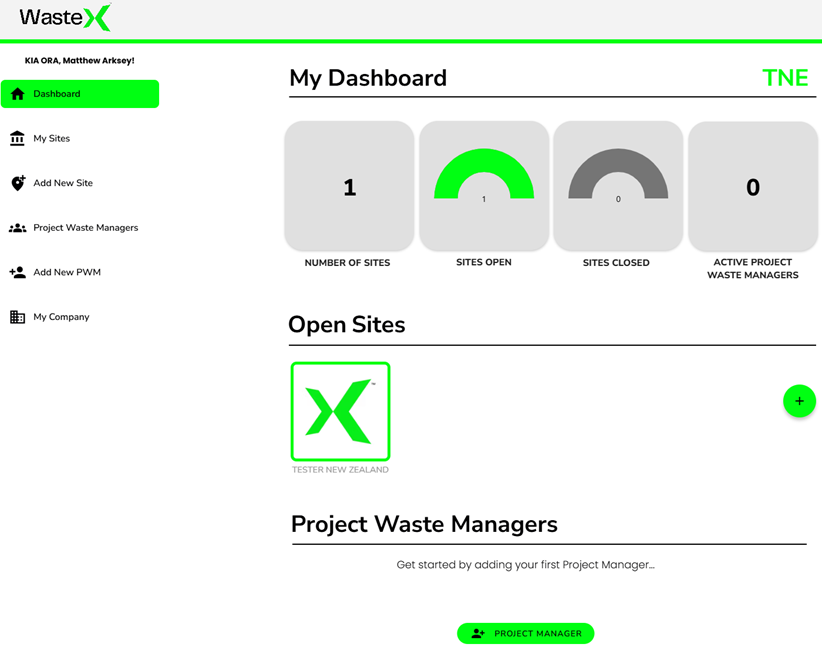 WasteX
KIA ORA, Matthew Arksey!
Dashboard
My Sites
Add New Site
Project Waste Managers
Add New PWM
My Company
My Dashboard
TNE
1
1
0
0
NUMBER OF SITES
SITES OPEN
SITES CLOSED
ACTIVE PROJECT
WASTE MANAGERS
Open Sites
X™
+
TESTER NEW ZEALAND
Project Waste Managers
Get started by adding your first Project Manager...
PROJECT MANAGER